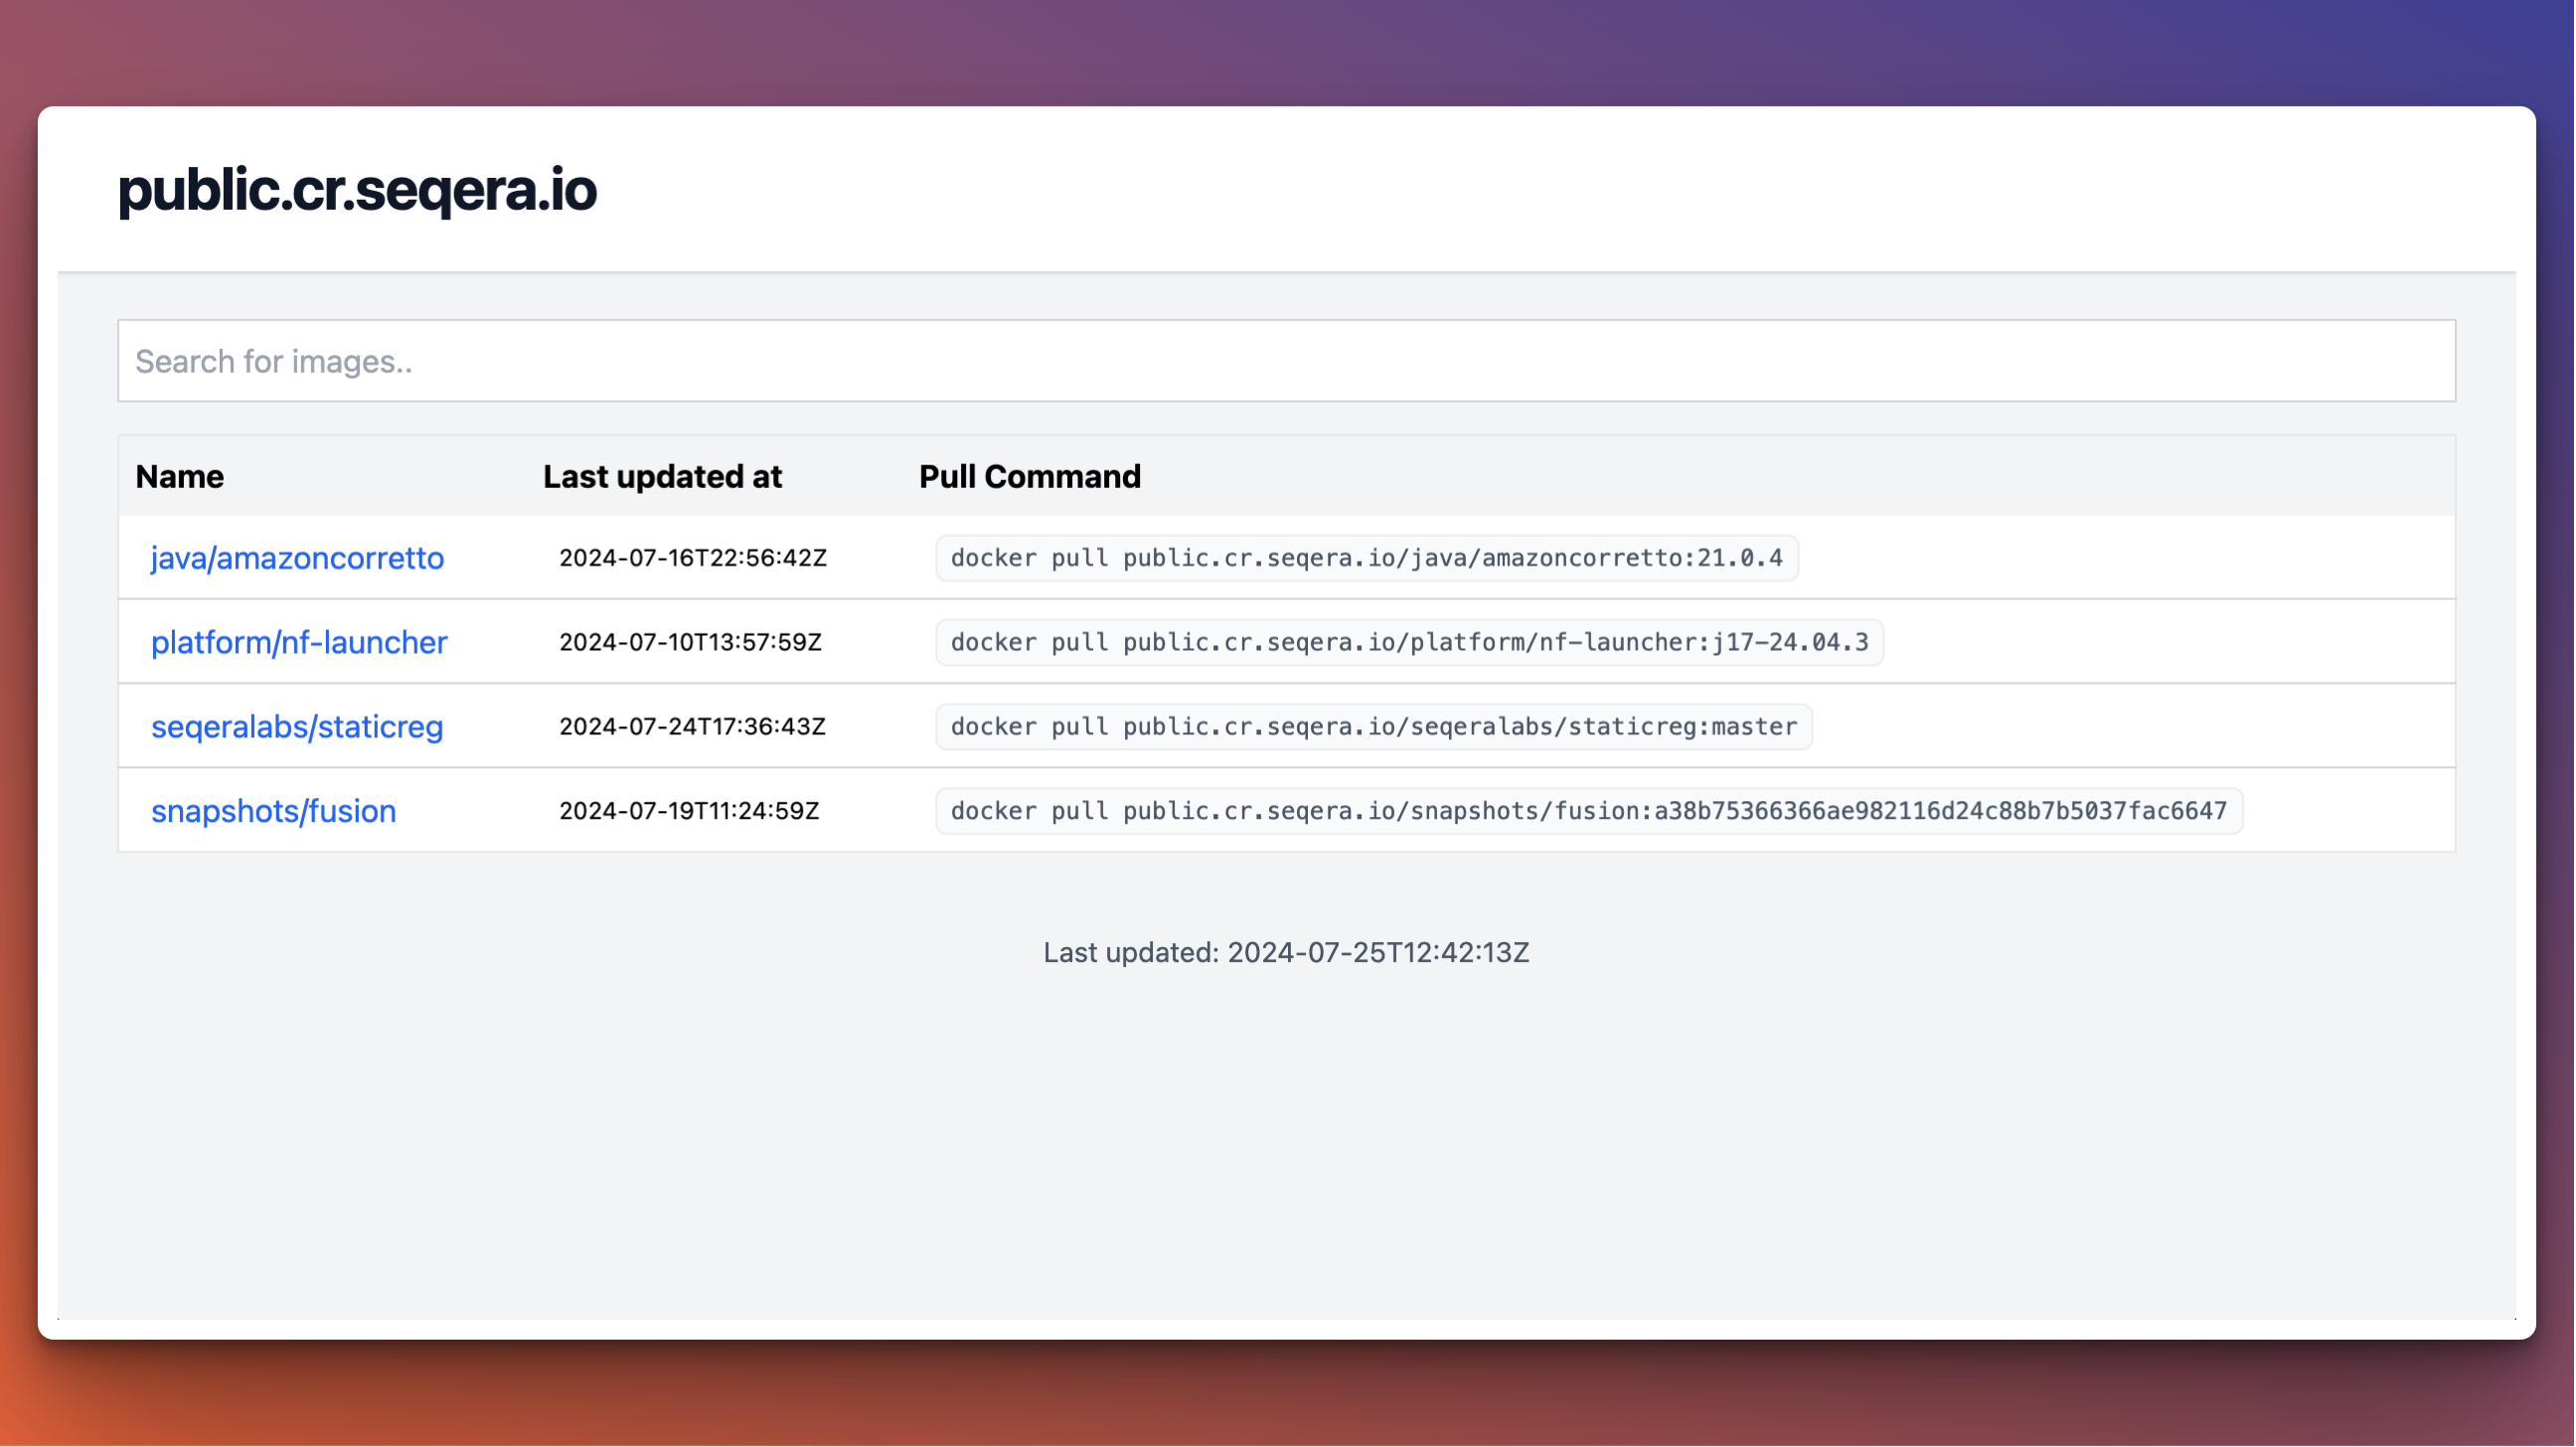 public.cr.seqera.io
Search for images..
Name Last updated at Pull Command
java/amazoncorretto 2024-07-16T22:56:42Z docker pull public.cr.seqera.io/java/amazoncorretto:21.0.4
platform/nf-launcher 2024-07-10T13:57:59Z docker pull public.cr.seqera.io/platform/nf-launcher:j17-24.04.3
seqeralabs/staticreg 2024-07-24T17:36:43Z docker pull public.cr.seqera.io/seqeralabs/staticreg:master
snapshots/fusion 2024-07-19T11:24:59Z docker pull public.cr.seqera.io/snapshots/fusion:a38b75366366ae982116d24c88b7b5037fac6647
Last updated: 2024-07-25T12:42:13Z